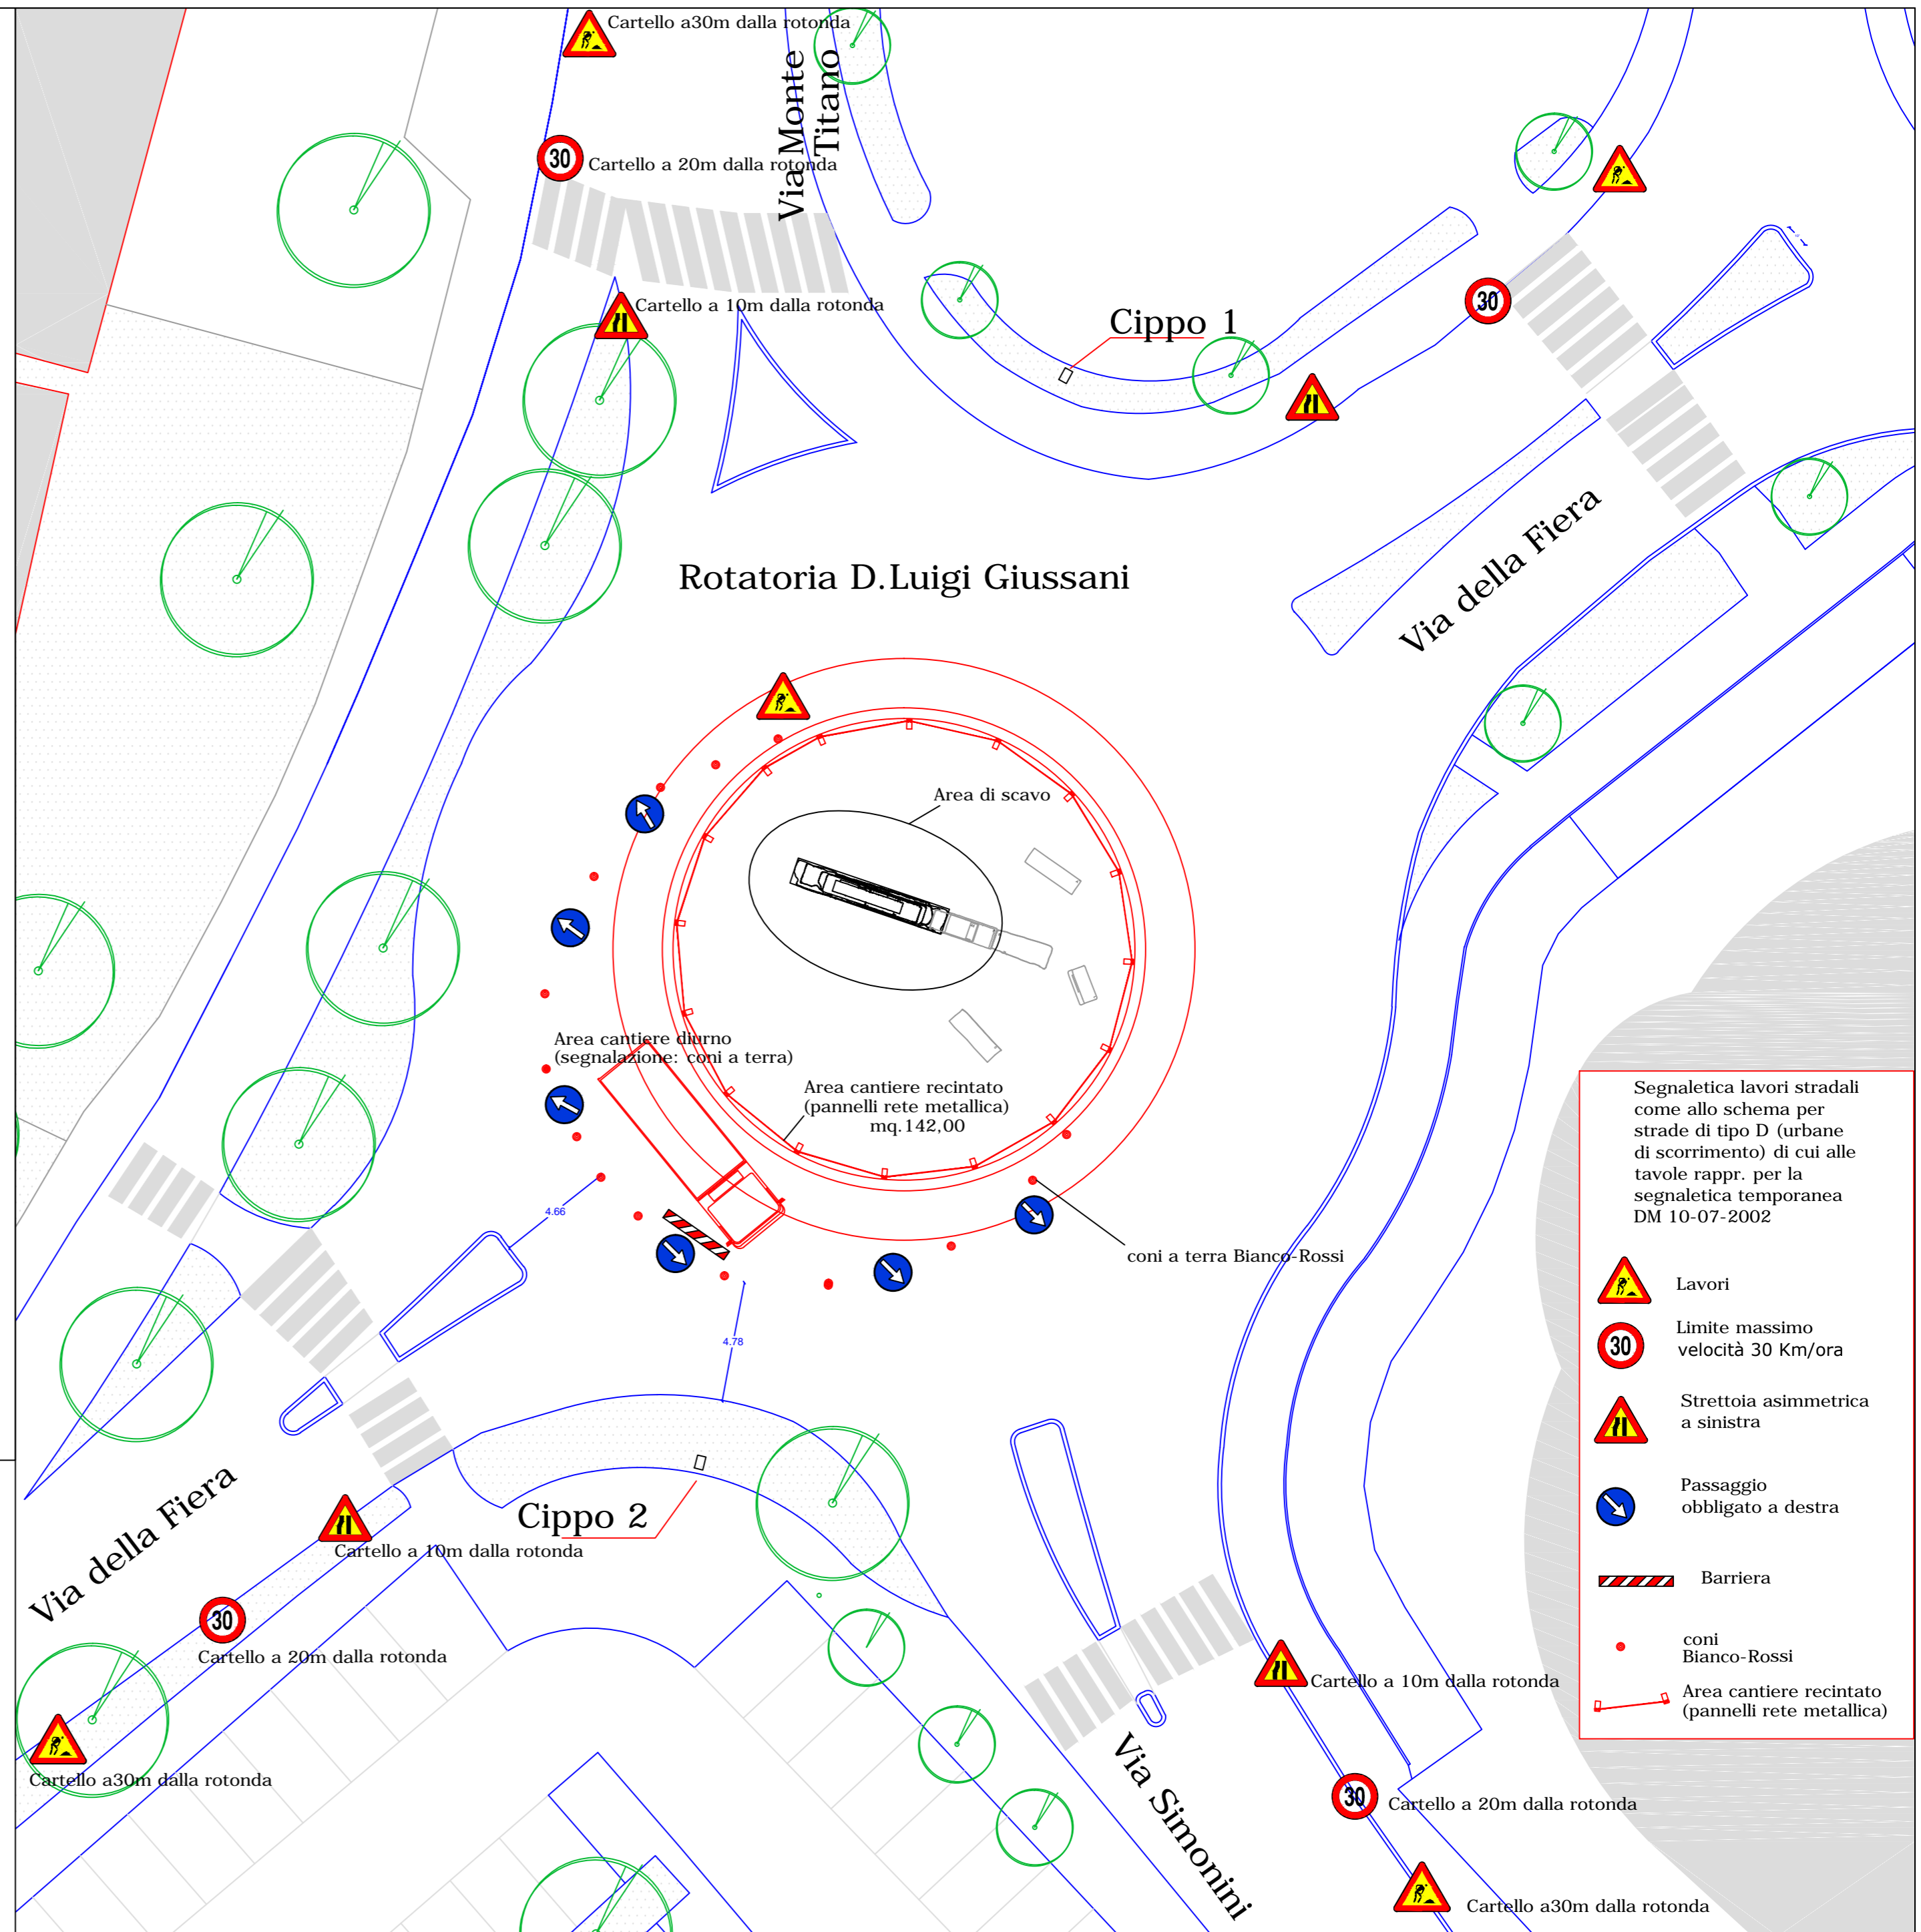 Cartello a30m dalla rotonda
Via Monte
Titano
30
Cartello a 20m dalla rotonda
Cartello a 10m dalla rotonda
Cippo 1
30
Rotatoria D.Luigi Giussani
Via della Fiera
Area di scavo
Area cantiere diurno
(segnalazione: coni a terra)
Area cantiere recintato
(pannelli rete metallica)
mq.142,00
4.66
coni a terra Bianco-Rossi
4.78
Segnaletica lavori stradali
come allo schema per
strade di tipo D (urbane
di scorrimento) di cui alle
tavole rappr. per la
segnaletica temporanea
DM 10-07-2002
Lavori
30
Limite massimo
velocità 30 Km/ora
Strettoia asimmetrica
a sinistra
Passaggio
obbligato a destra
Barriera
coni
Bianco-Rossi
Area cantiere recintato
(pannelli rete metallica)
Via della Fiera
Cippo 2
Cartello a 10m dalla rotonda
30
Cartello a 20m dalla rotonda
Cartello a30m dalla rotonda
Via Simonini
Cartello a 10m dalla rotonda
30
Cartello a 20m dalla rotonda
Cartello a30m dalla rotonda